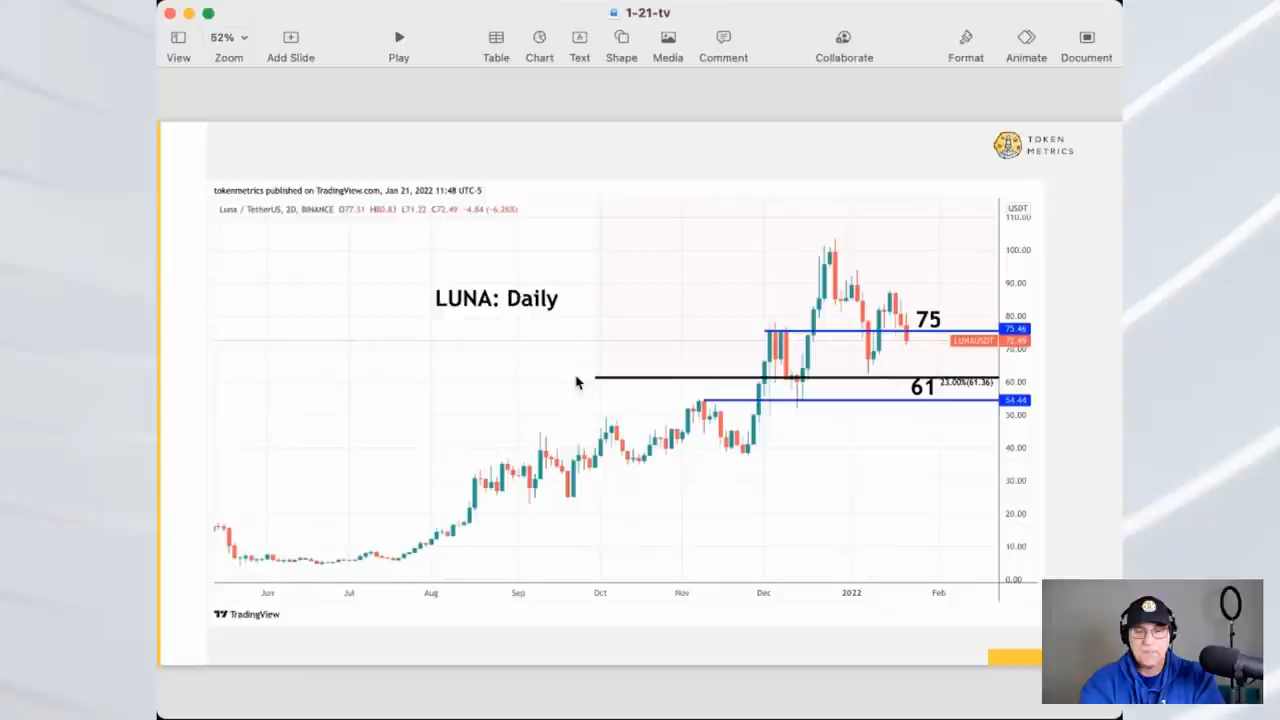 1-21-tv
52%
View Zoom Add Slide Play Table Chart Text Shape Media Comment Collaborate Format Animate Document
TOKEN
METRICS
tokenmetrics published on TradingView.com, Jan 21, 2022 11:48 UTC-5
Luna / TetherUS, 2D, BINANCE O77.31 H80.83 L71.22 C72.49 -4.84 (-6.26%)
USDT
110.00
100.00
LUNA: Daily
90.00
80.00
75
75.46
LUNAUSDT 72.49
70.00
60.00
61 23.00%(61.36)
54.44
50.00
40.00
30.00
20.00
10.00
0.00
Jun Jul Aug Sep Oct Nov Dec 2022 Feb
TradingView